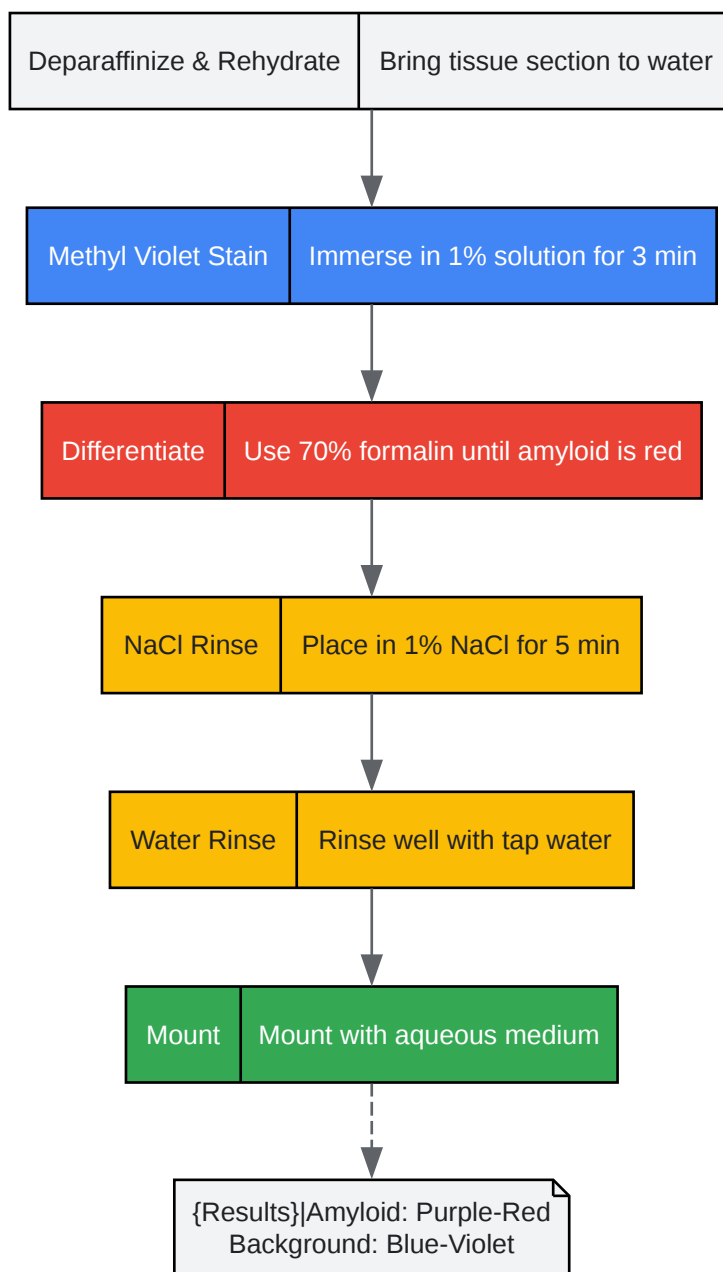 Deparaffinize & Rehydrate Bring tissue section to water
Methyl Violet Stain Immerse in 1% solution for 3 min
Differentiate Use 70% formalin until amyloid is red
NaCl Rinse Place in 1% NaCl for 5 min
Water Rinse Rinse well with tap water
Mount Mount with aqueous medium
{Results}|Amyloid: Purple-Red
Background: Blue-Violet